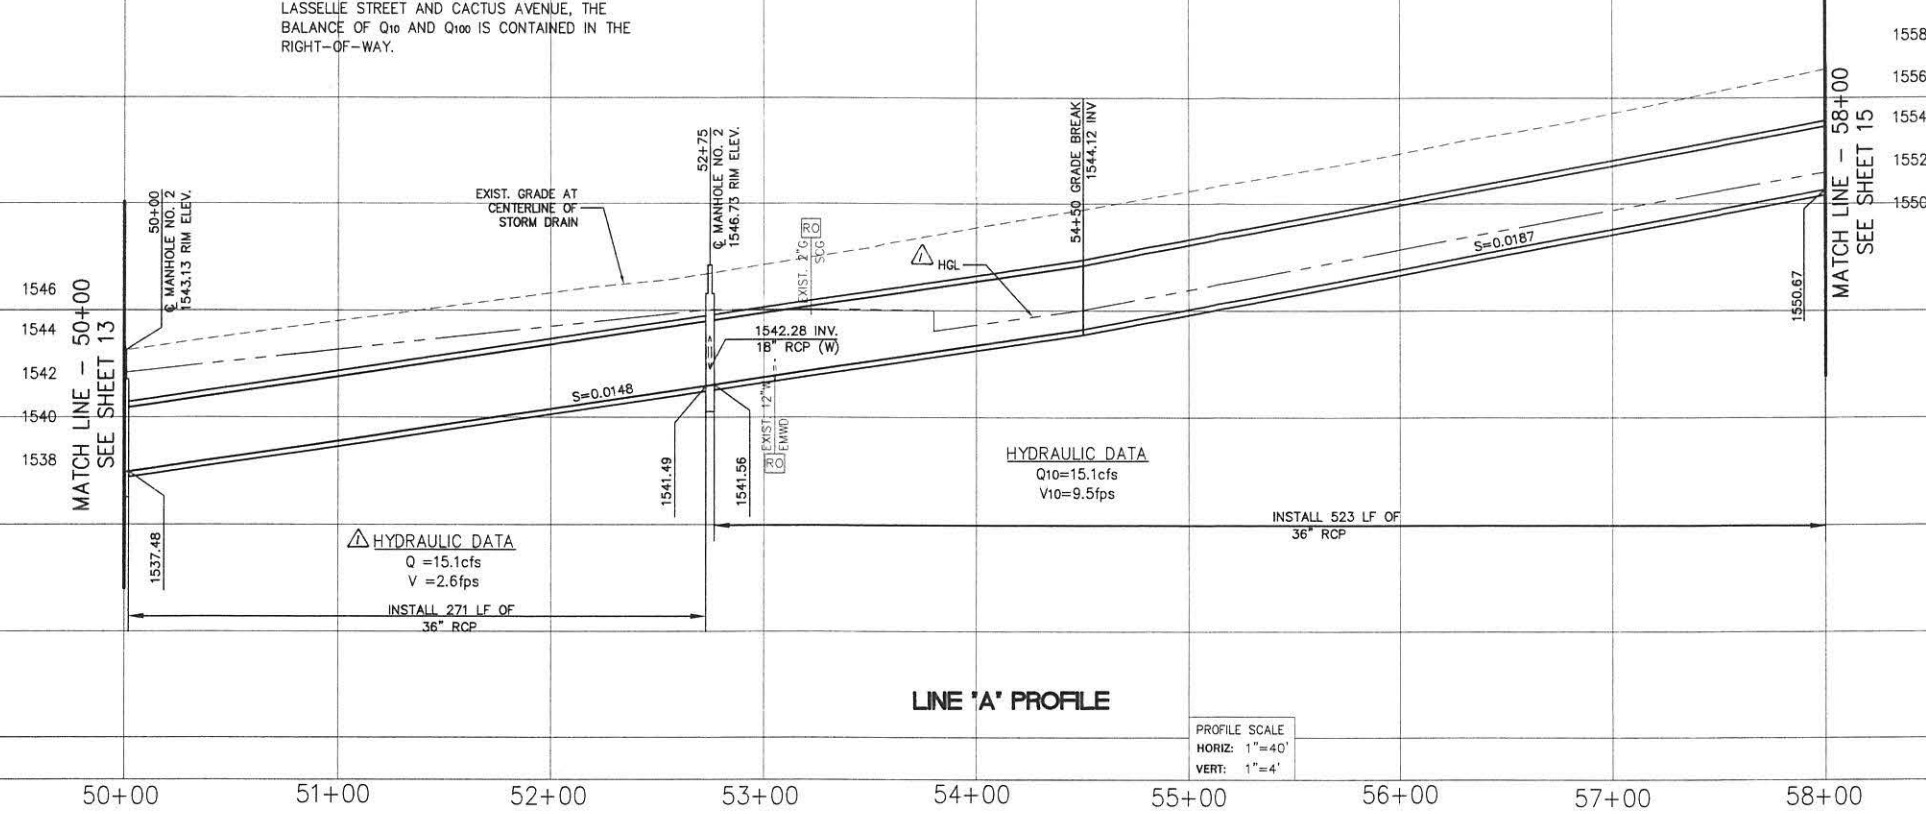 LASSELLE STREET AND CACTUS AVENUE, THE
BALANCE OF Q10 AND Q100 IS CONTAINED IN THE
RIGHT-OF-WAY.
1558
1556
1554
1552
1550
MATCH LINE - 58+00
SEE SHEET 15
1546
1544
1542
1540
1538
MATCH LINE - 50+00
SEE SHEET 13
50+00
℄ MANHOLE NO. 2
1543.13 RIM ELEV.
EXIST. GRADE AT
CENTERLINE OF
STORM DRAIN
52+75
℄ MANHOLE NO. 2
1546.73 RIM ELEV.
EXIST. 2"G
SCG
RO
1 HGL
54+50 GRADE BREAK
1544.12 INV
S=0.0187
1550.67
1542.28 INV.
18" RCP (W)
S=0.0148
EXIST. 12"W
EMWD
RO
1541.49
1541.56
1537.48
HYDRAULIC DATA
Q10=15.1cfs
V10=9.5fps
INSTALL 523 LF OF
36" RCP
1 HYDRAULIC DATA
Q =15.1cfs
V =2.6fps
INSTALL 271 LF OF
36" RCP
LINE "A" PROFILE
PROFILE SCALE
HORIZ: 1"=40'
VERT: 1"=4'
50+00 51+00 52+00 53+00 54+00 55+00 56+00 57+00 58+00